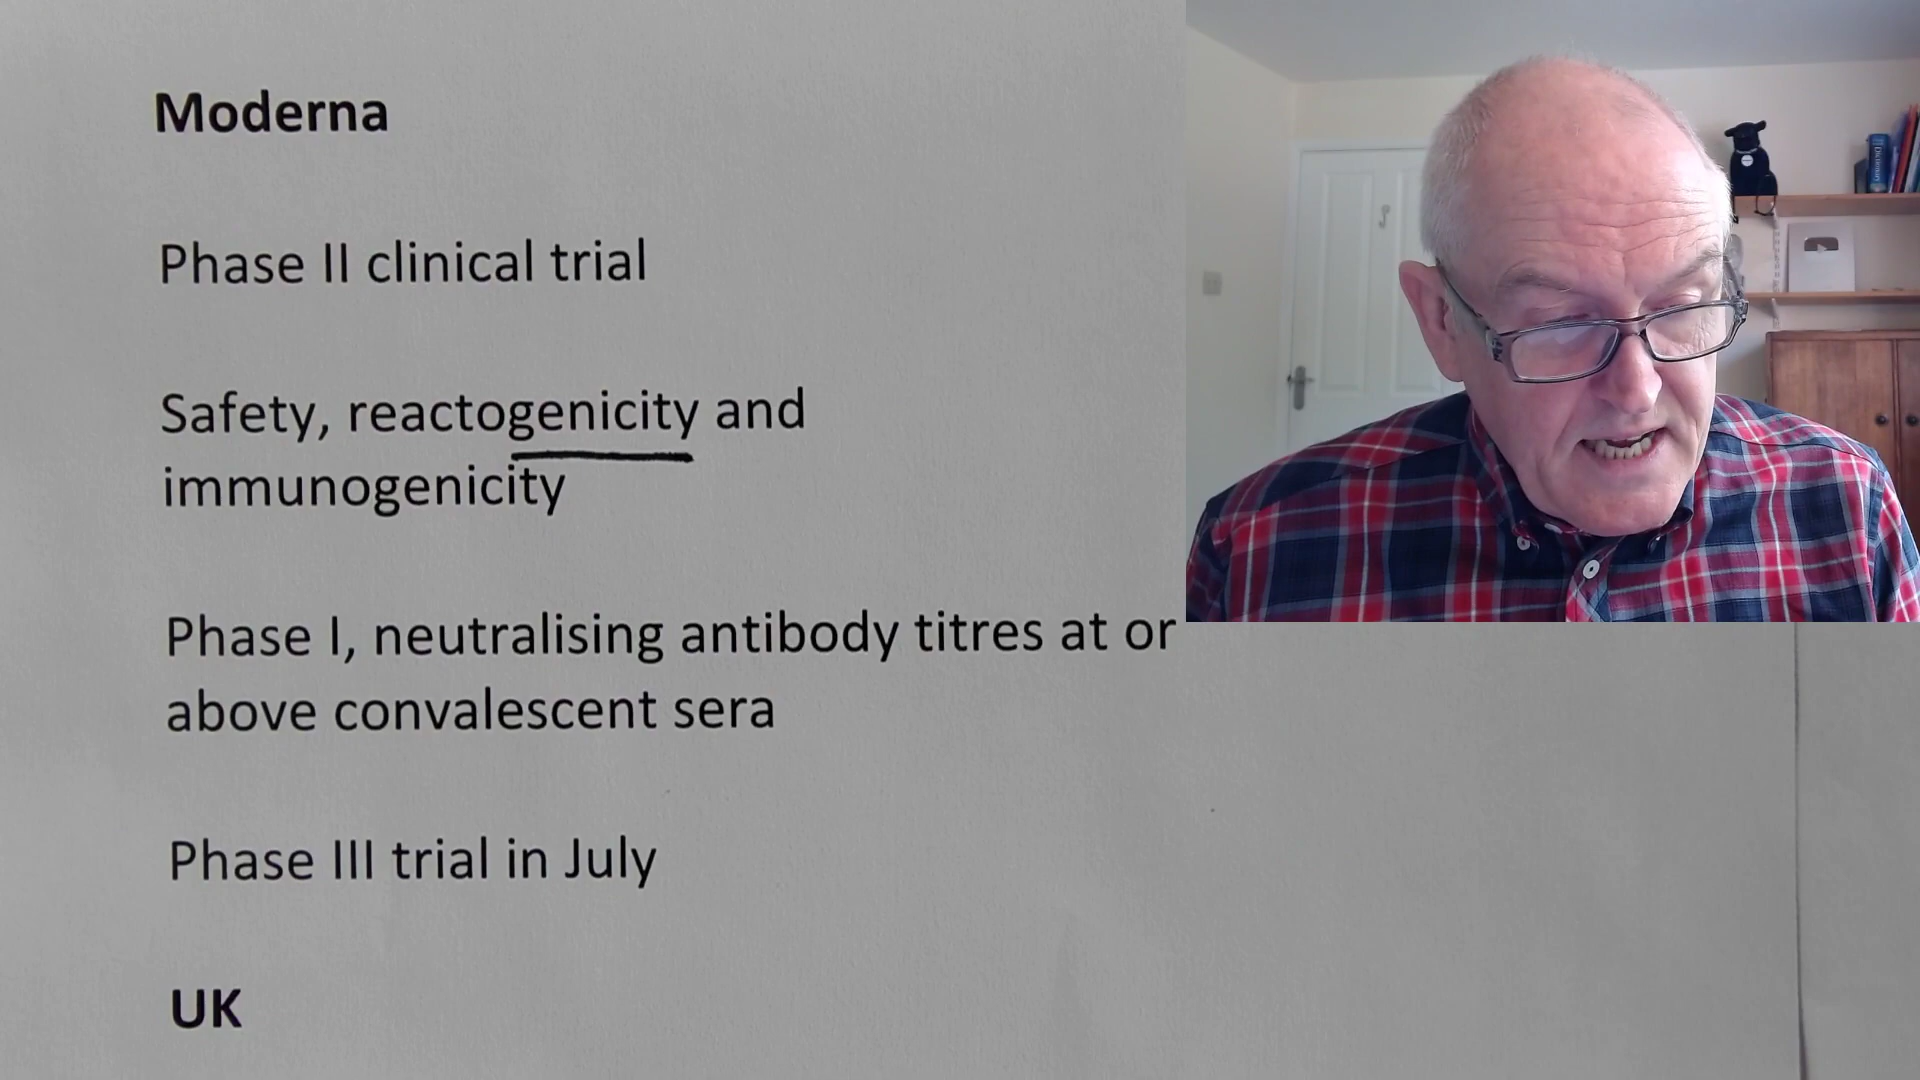 Moderna
Phase II clinical trial
Safety, reactogenicity and
immunogenicity
Phase I, neutralising antibody titres at or
above convalescent sera
Phase III trial in July
UK
Dictionary